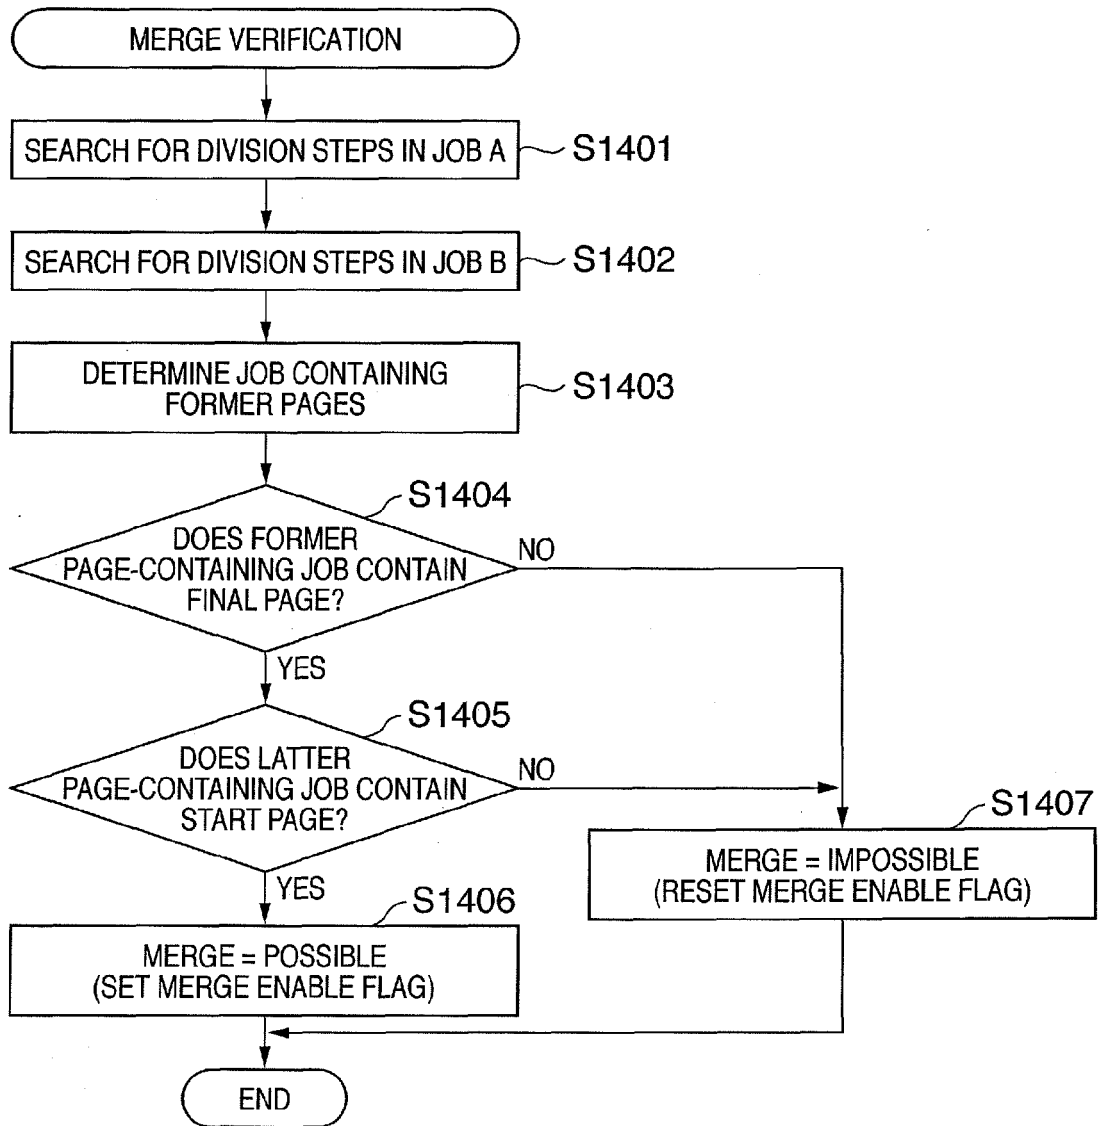 MERGE VERIFICATION
SEARCH FOR DIVISION STEPS IN JOB A
S1401
SEARCH FOR DIVISION STEPS IN JOB B
S1402
DETERMINE JOB CONTAINING
FORMER PAGES
S1403
S1404
DOES FORMER
PAGE-CONTAINING JOB CONTAIN
FINAL PAGE?
NO
YES
S1405
DOES LATTER
PAGE-CONTAINING JOB CONTAIN
START PAGE?
NO
YES
S1407
MERGE = IMPOSSIBLE
(RESET MERGE ENABLE FLAG)
S1406
MERGE = POSSIBLE
(SET MERGE ENABLE FLAG)
END